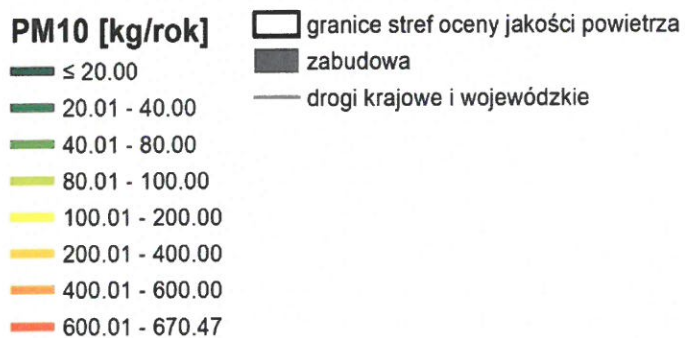 PM10 [kg/rok]
≤ 20.00
20.01 - 40.00
40.01 - 80.00
80.01 - 100.00
100.01 - 200.00
200.01 - 400.00
400.01 - 600.00
600.01 - 670.47
granice stref oceny jakości powietrza
zabudowa
drogi krajowe i wojewódzkie